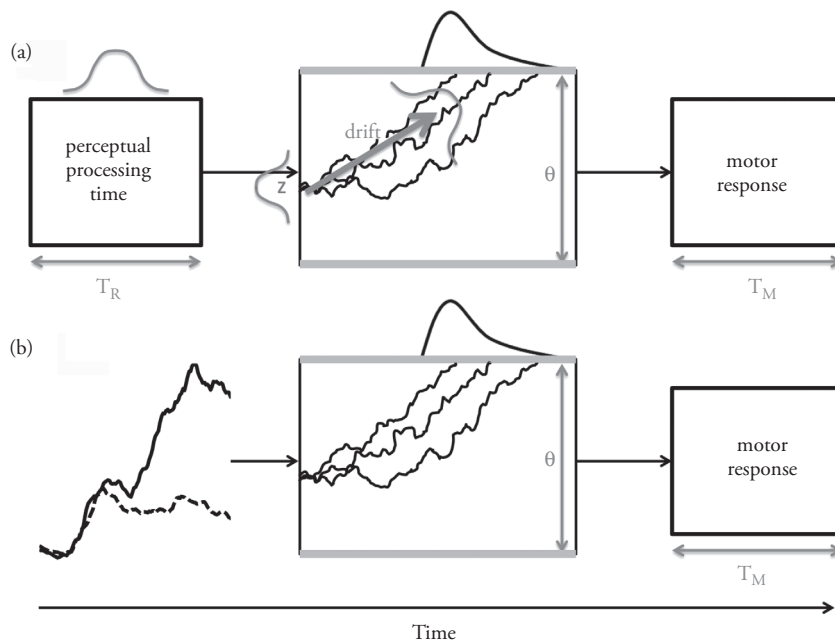 (a)
perceptual
processing
time
z
drift
θ
motor
response
T_R
T_M
(b)
θ
motor
response
T_M
Time